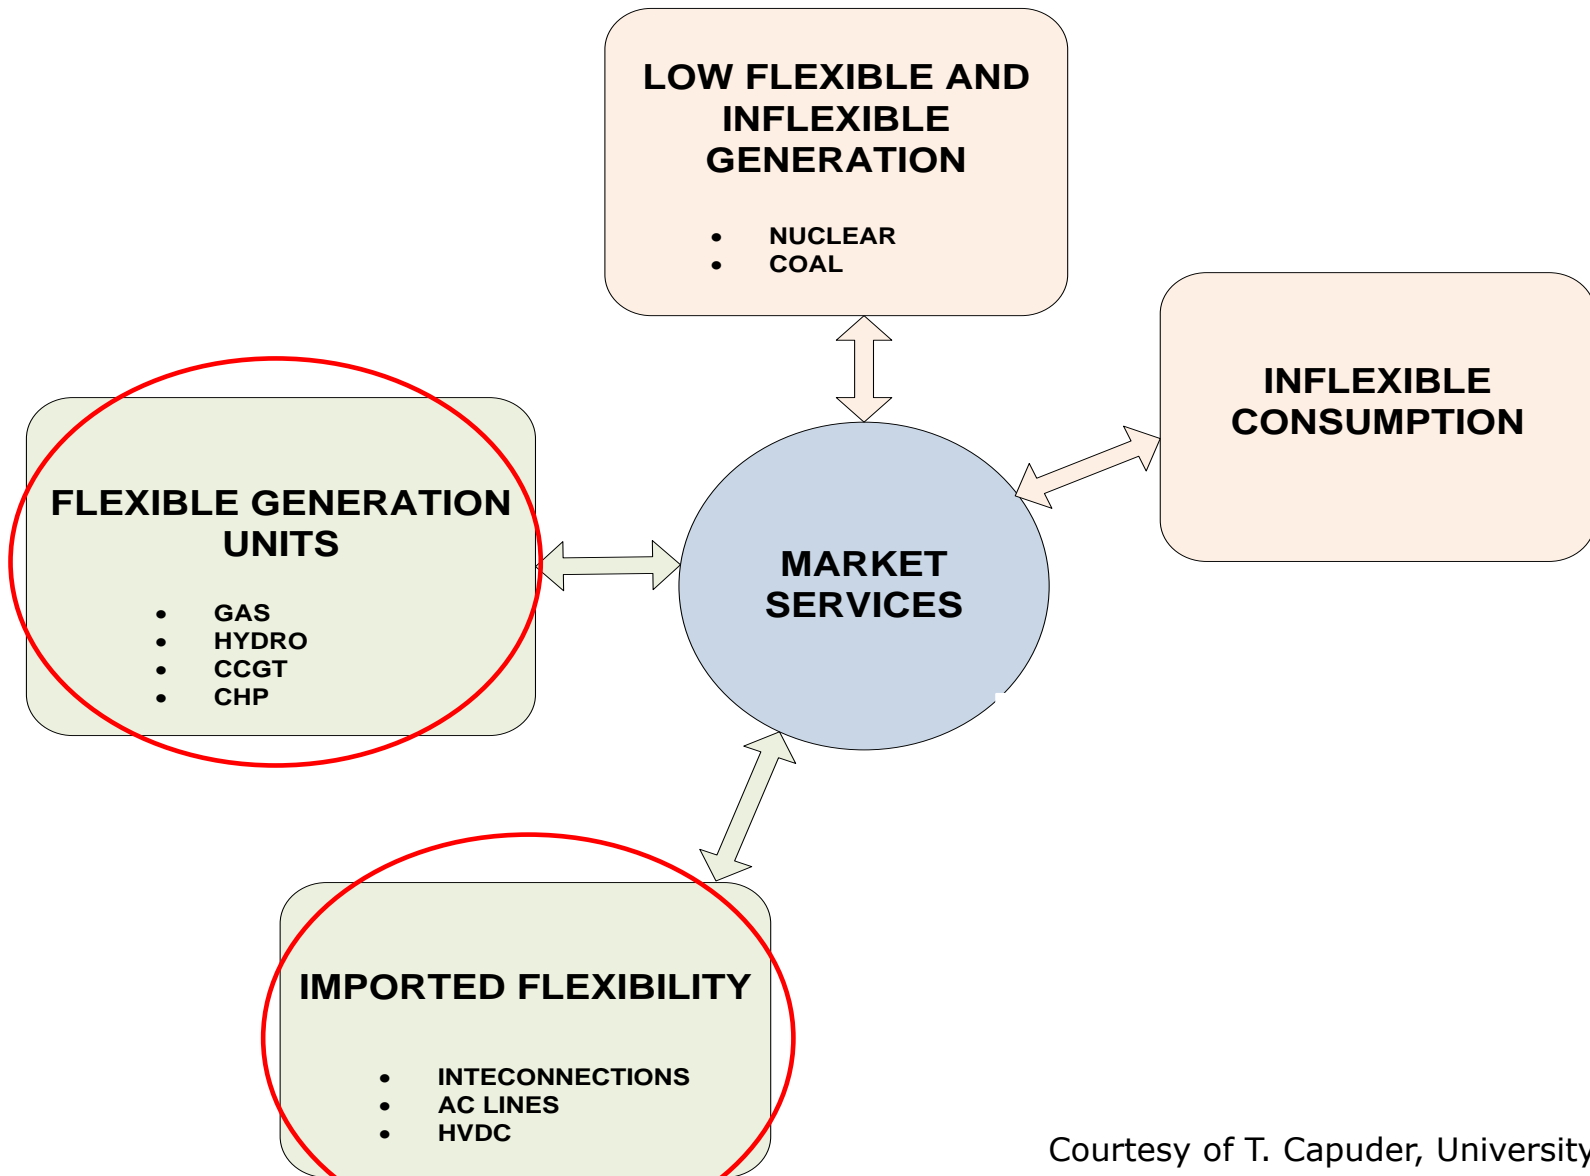 LOW FLEXIBLE AND
INFLEXIBLE
GENERATION
• NUCLEAR
• COAL
INFLEXIBLE
CONSUMPTION
FLEXIBLE GENERATION
UNITS
• GAS
• HYDRO
• CCGT
• CHP
MARKET
SERVICES
IMPORTED FLEXIBILITY
• INTECONNECTIONS
• AC LINES
• HVDC
Courtesy of T. Capuder, University